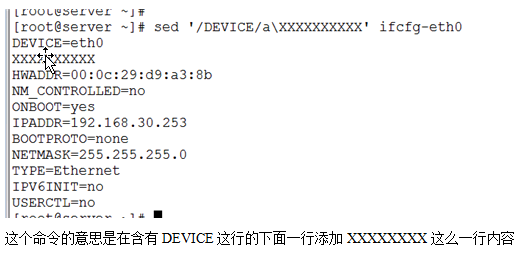 [root@server ~]#
[root@server ~]# sed '/DEVICE/a\XXXXXXXXXX' ifcfg-eth0
DEVICE=eth0
XXXXXXXXXX
HWADDR=00:0c:29:d9:a3:8b
NM_CONTROLLED=no
ONBOOT=yes
IPADDR=192.168.30.253
BOOTPROTO=none
NETMASK=255.255.255.0
TYPE=Ethernet
IPV6INIT=no
USERCTL=no
[root@server ~]#
这个命令的意思是在含有 DEVICE 这行的下面一行添加 XXXXXXXX 这么一行内容